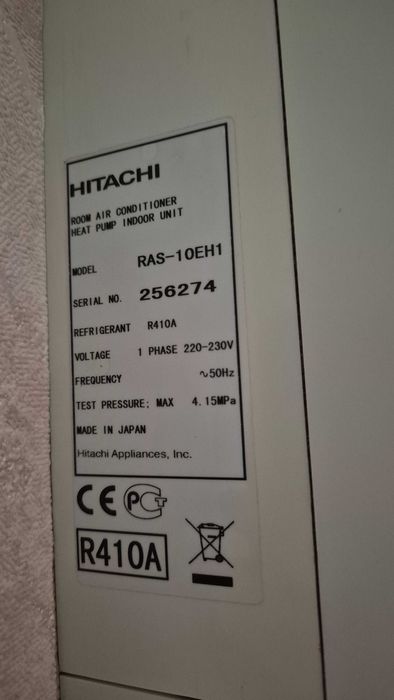 HITACHI
ROOM AIR CONDITIONER
HEAT PUMP INDOOR UNIT
MODEL RAS-10EH1
SERIAL NO. 256274
REFRIGERANT R410A
VOLTAGE 1 PHASE 220-230V
FREQUENCY ~50Hz
TEST PRESSURE; MAX 4.15MPa
MADE IN JAPAN
Hitachi Appliances, Inc.
CE PCT
R410A